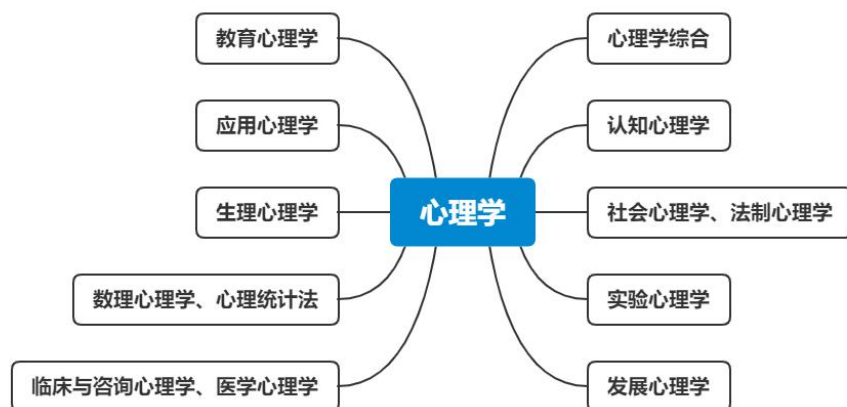 教育心理学
应用心理学
生理心理学
数理心理学、心理统计法
临床与咨询心理学、医学心理学
心理学
心理学综合
认知心理学
社会心理学、法制心理学
实验心理学
发展心理学